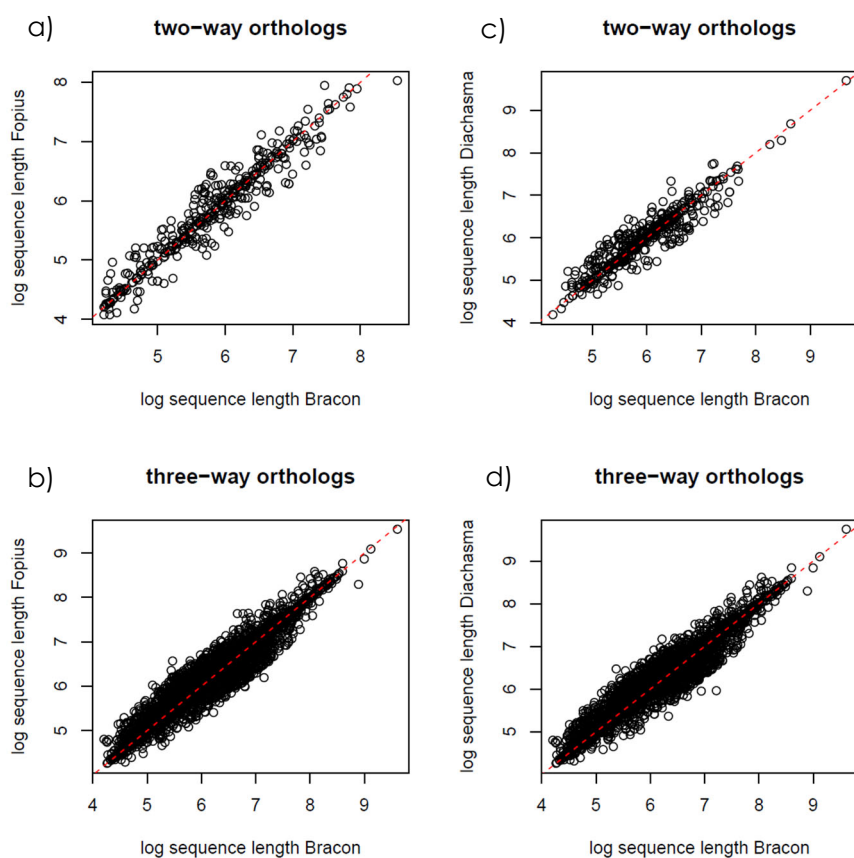 a)
two−way orthologs
log sequence length Fopius
8
7
6
5
4
5
6
7
8
log sequence length Bracon
c)
two−way orthologs
log sequence length Diachasma
9
8
7
6
5
4
5
6
7
8
9
log sequence length Bracon
b)
three−way orthologs
log sequence length Fopius
9
8
7
6
5
4
5
6
7
8
9
log sequence length Bracon
d)
three−way orthologs
log sequence length Diachasma
9
8
7
6
5
4
5
6
7
8
9
log sequence length Bracon